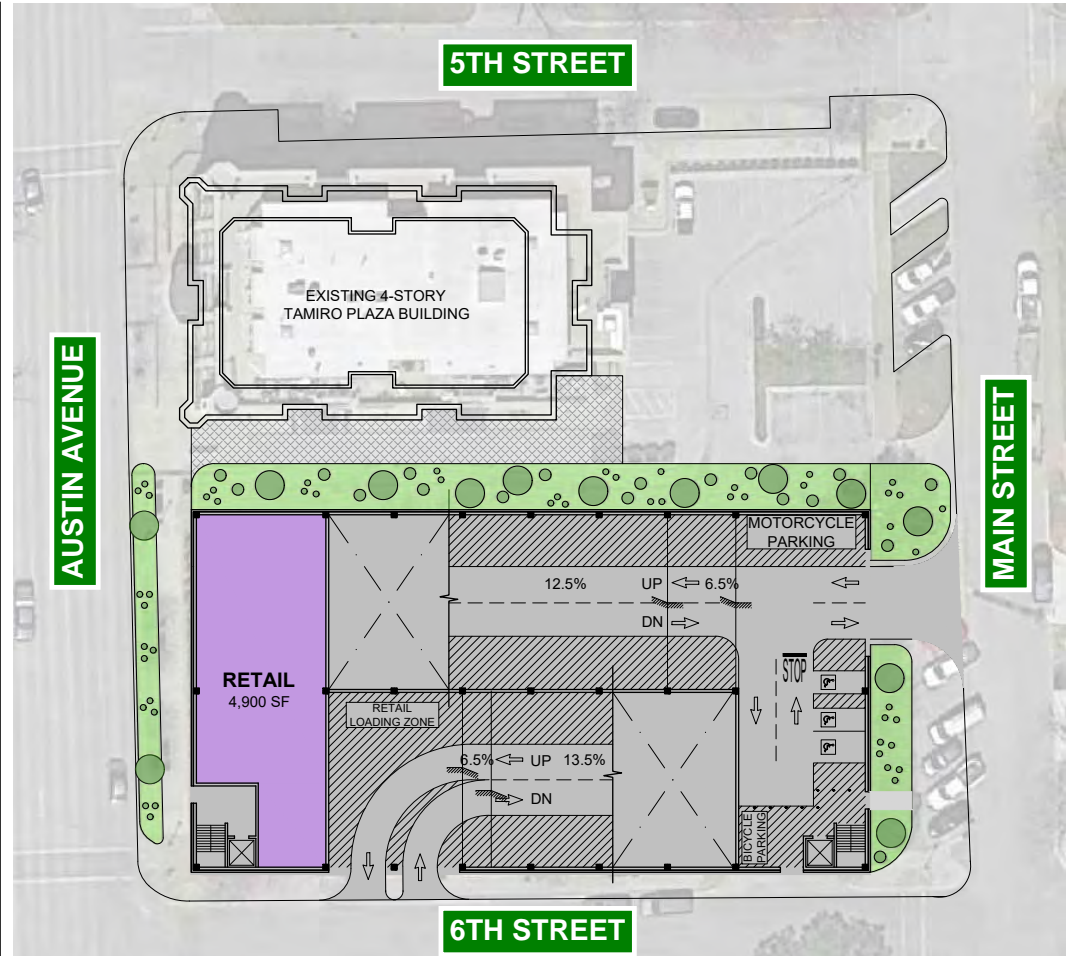 5TH STREET
EXISTING 4-STORY
TAMIRO PLAZA BUILDING
AUSTIN AVENUE
MAIN STREET
MOTORCYCLE
PARKING
12.5%
UP
6.5%
DN
STOP
RETAIL
4,900 SF
RETAIL
LOADING ZONE
6.5%
UP
13.5%
DN
BICYCLE
PARKING
6TH STREET